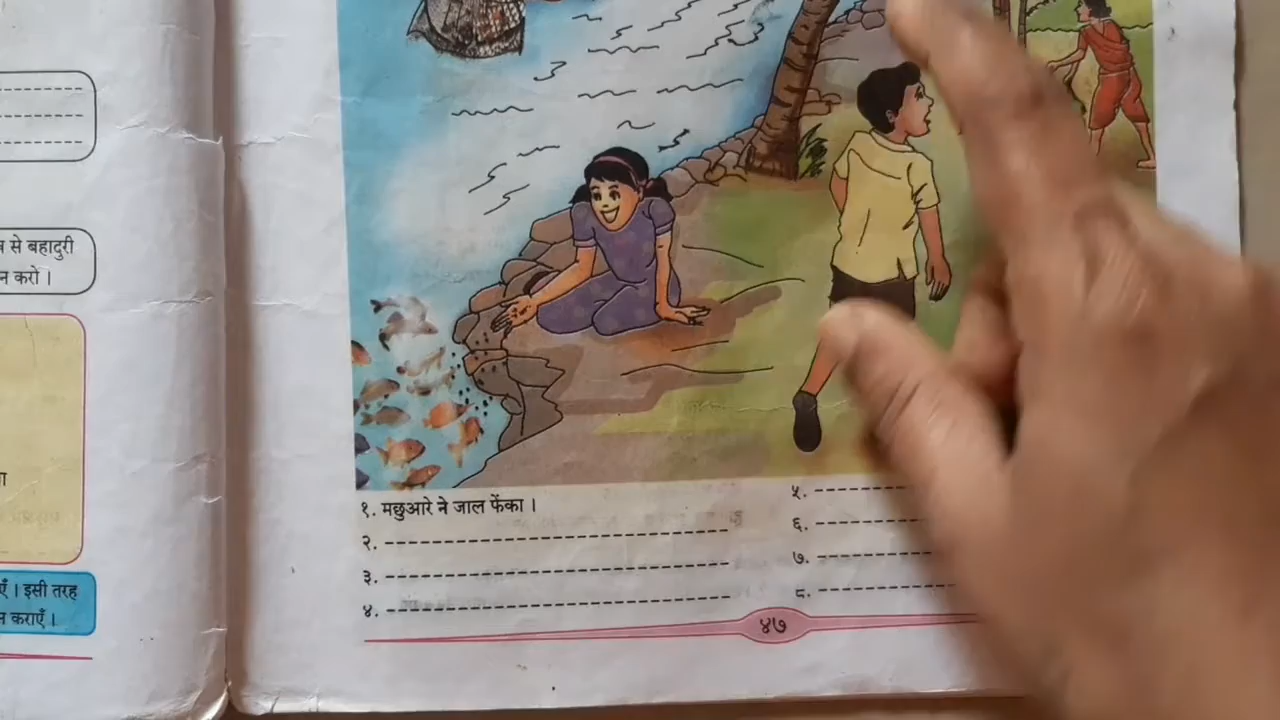 से बहादुरी
करो ।
इसी तरह
कराएँ ।
१. मछुआरे ने जाल फेंका ।
२.
३.
४.
५.
६.
७.
८.
४७